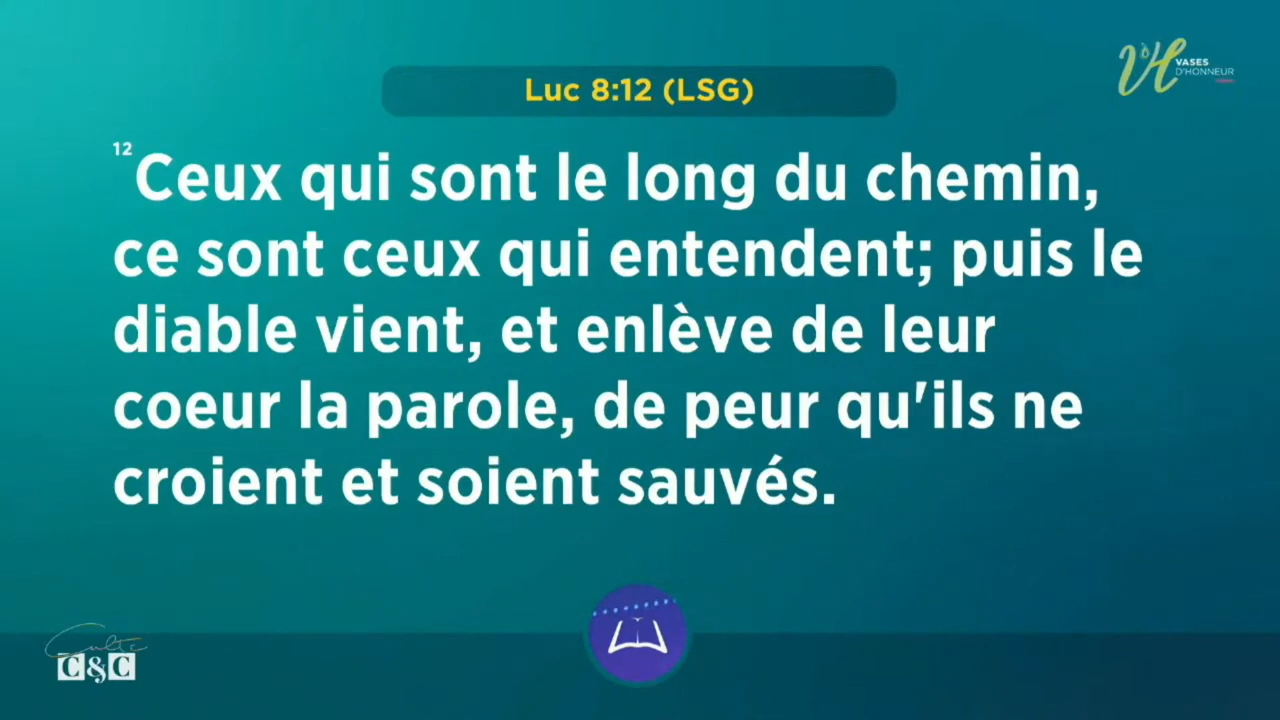 Luc 8:12 (LSG)
VH VASES
D'HONNEUR
12 Ceux qui sont le long du chemin,
ce sont ceux qui entendent; puis le
diable vient, et enlève de leur
coeur la parole, de peur qu'ils ne
croient et soient sauvés.
Culte
C&C